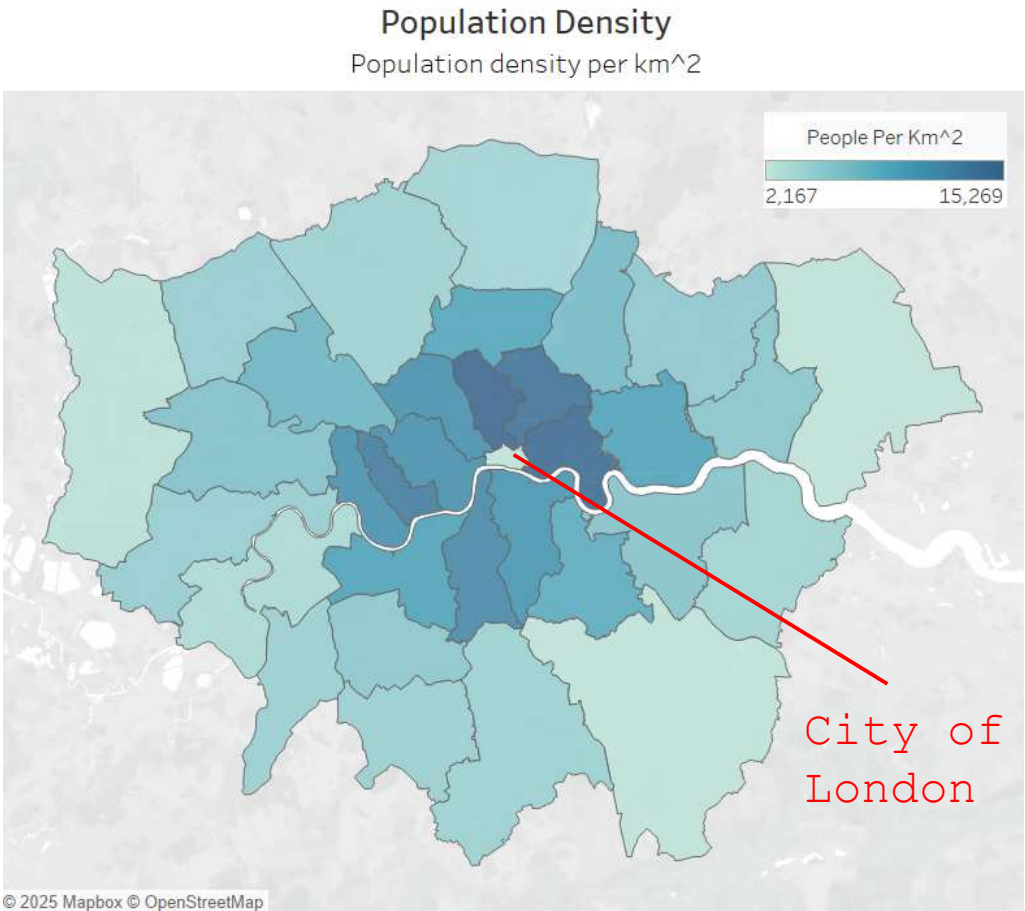 Population Density
Population density per km^2
People Per Km^2
2,167 15,269
City of
London
© 2025 Mapbox © OpenStreetMap